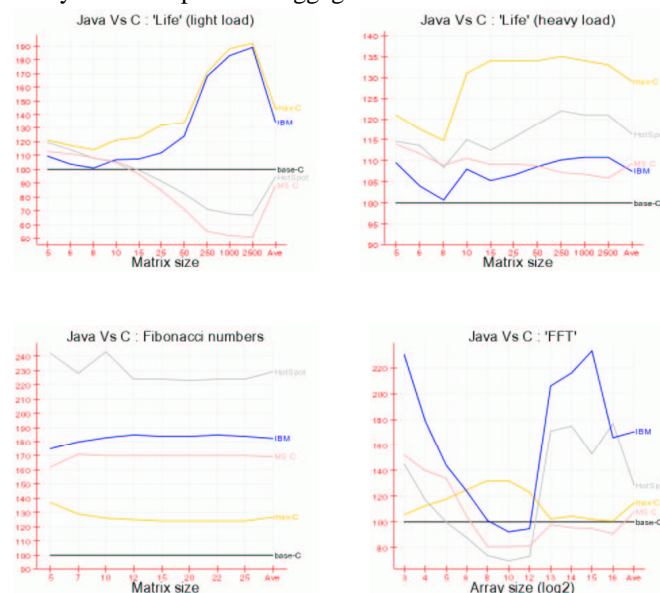 Java Vs C : 'Life' (light load)
190
180
170
160
150
140
130
120
110
100
90
80
70
60
50
max-C
IBM
base-C
HotSpot
MS C
5 6 8 10 15 25 50 250 1000 2500 Ave
Matrix size
Java Vs C : 'Life' (heavy load)
140
135
130
125
120
115
110
105
100
95
90
max-C
HotSpot
MS C
IBM
base-C
5 6 8 10 15 25 50 250 1000 2500 Ave
Matrix size
Java Vs C : Fibonacci numbers
240
230
220
210
200
190
180
170
160
150
140
130
120
110
100
90
HotSpot
IBM
MS C
max-C
base-C
5 7 10 12 15 20 22 25 Ave
Matrix size
Java Vs C : 'FFT'
220
200
180
160
140
120
100
80
IBM
HotSpo
max-C
MS C
base-C
3 4 6 8 10 12 13 14 15 16 Ave
Array size (log2)